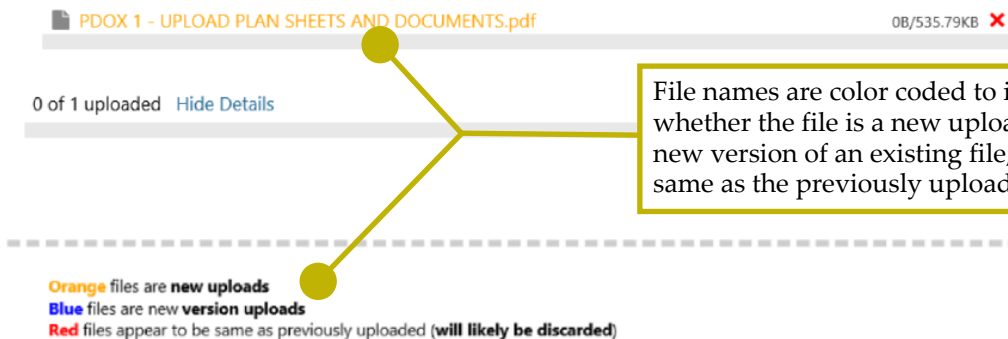 PDOX 1 - UPLOAD PLAN SHEETS AND DOCUMENTS.pdf 0B/535.79KB
0 of 1 uploaded Hide Details
File names are color coded to
whether the file is a new
new version of an existing file,
same as the previously
Orange files are new uploads
Blue files are new version uploads
Red files appear to be same as previously uploaded (will likely be discarded)